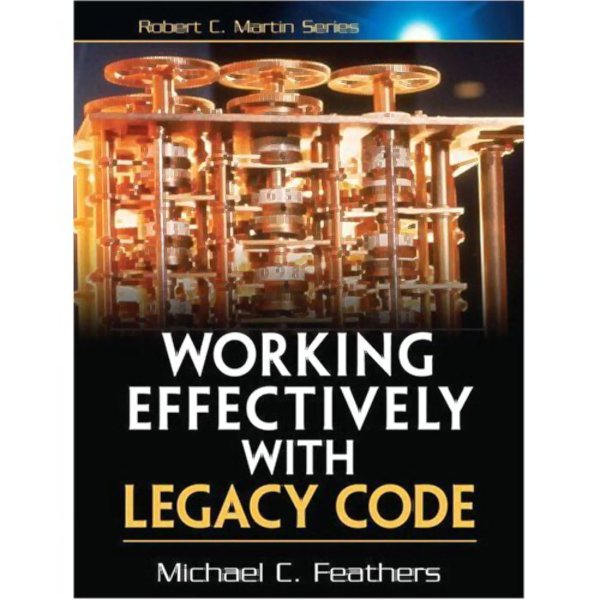 Robert C. Martin Series
WORKING
EFFECTIVELY
WITH
LEGACY CODE
Michael C. Feathers